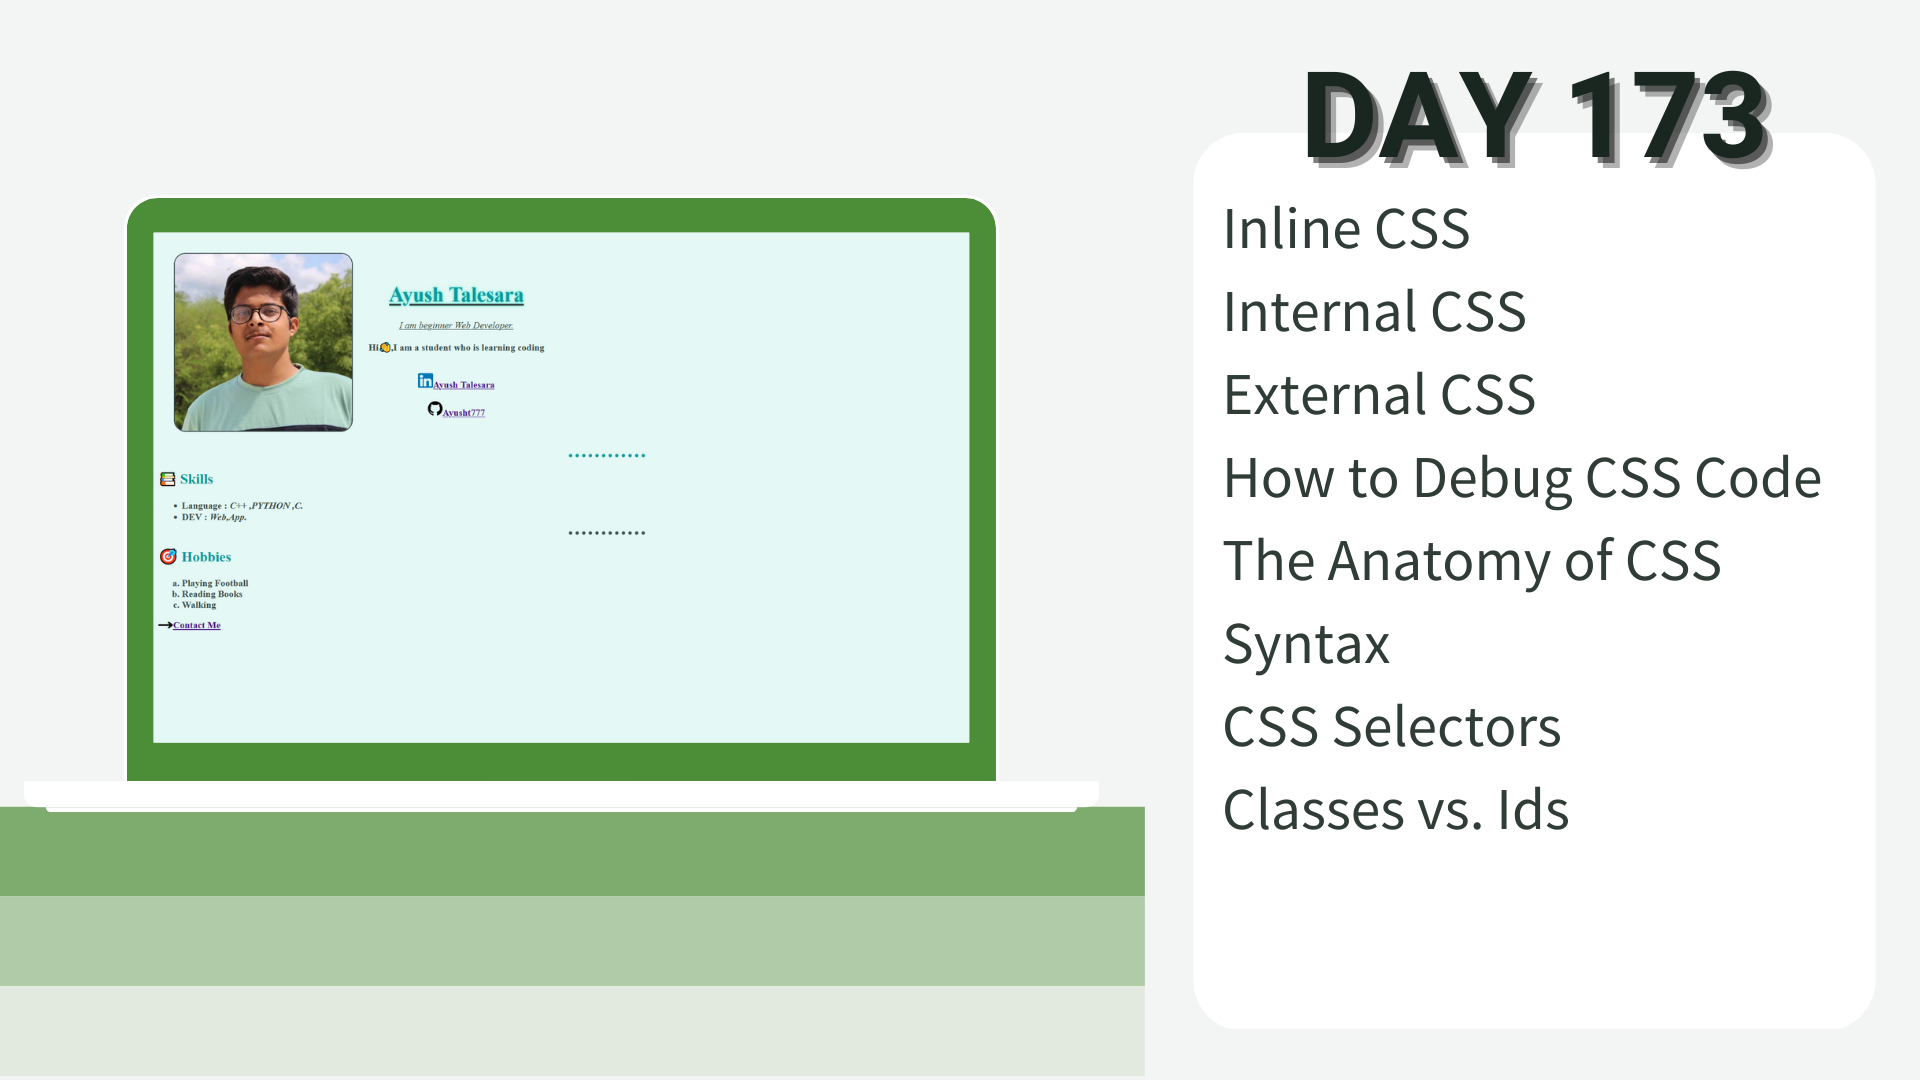 DAY 173
Inline CSS
Internal CSS
External CSS
How to Debug CSS Code
The Anatomy of CSS
Syntax
CSS Selectors
Classes vs. Ids
Ayush Talesara
I am beginner Web Developer.
Hi👋,I am a student who is learning coding
in Ayush Talesara
Ayusht777
............
Skills
• Language : C++ ,PYTHON ,C.
• DEV : Web,App.
............
Hobbies
a. Playing Football
b. Reading Books
c. Walking
→Contact Me